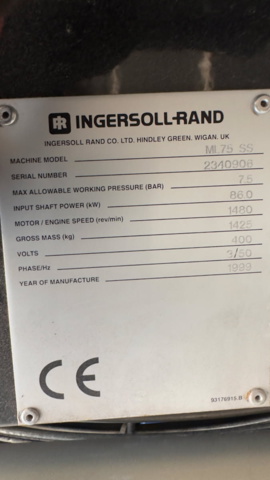 IR INGERSOLL-RAND
INGERSOLL RAND CO. LTD. HINDLEY GREEN. WIGAN. UK
MACHINE MODEL ML75 SS
SERIAL NUMBER 2340906
MAX ALLOWABLE WORKING PRESSURE (BAR) 7.5
INPUT SHAFT POWER (kW) 86.0
MOTOR / ENGINE SPEED (rev/min) 1480
GROSS MASS (kg) 1425
VOLTS 400
PHASE/Hz 3/50
YEAR OF MANUFACTURE 1999
CE
93176915.B